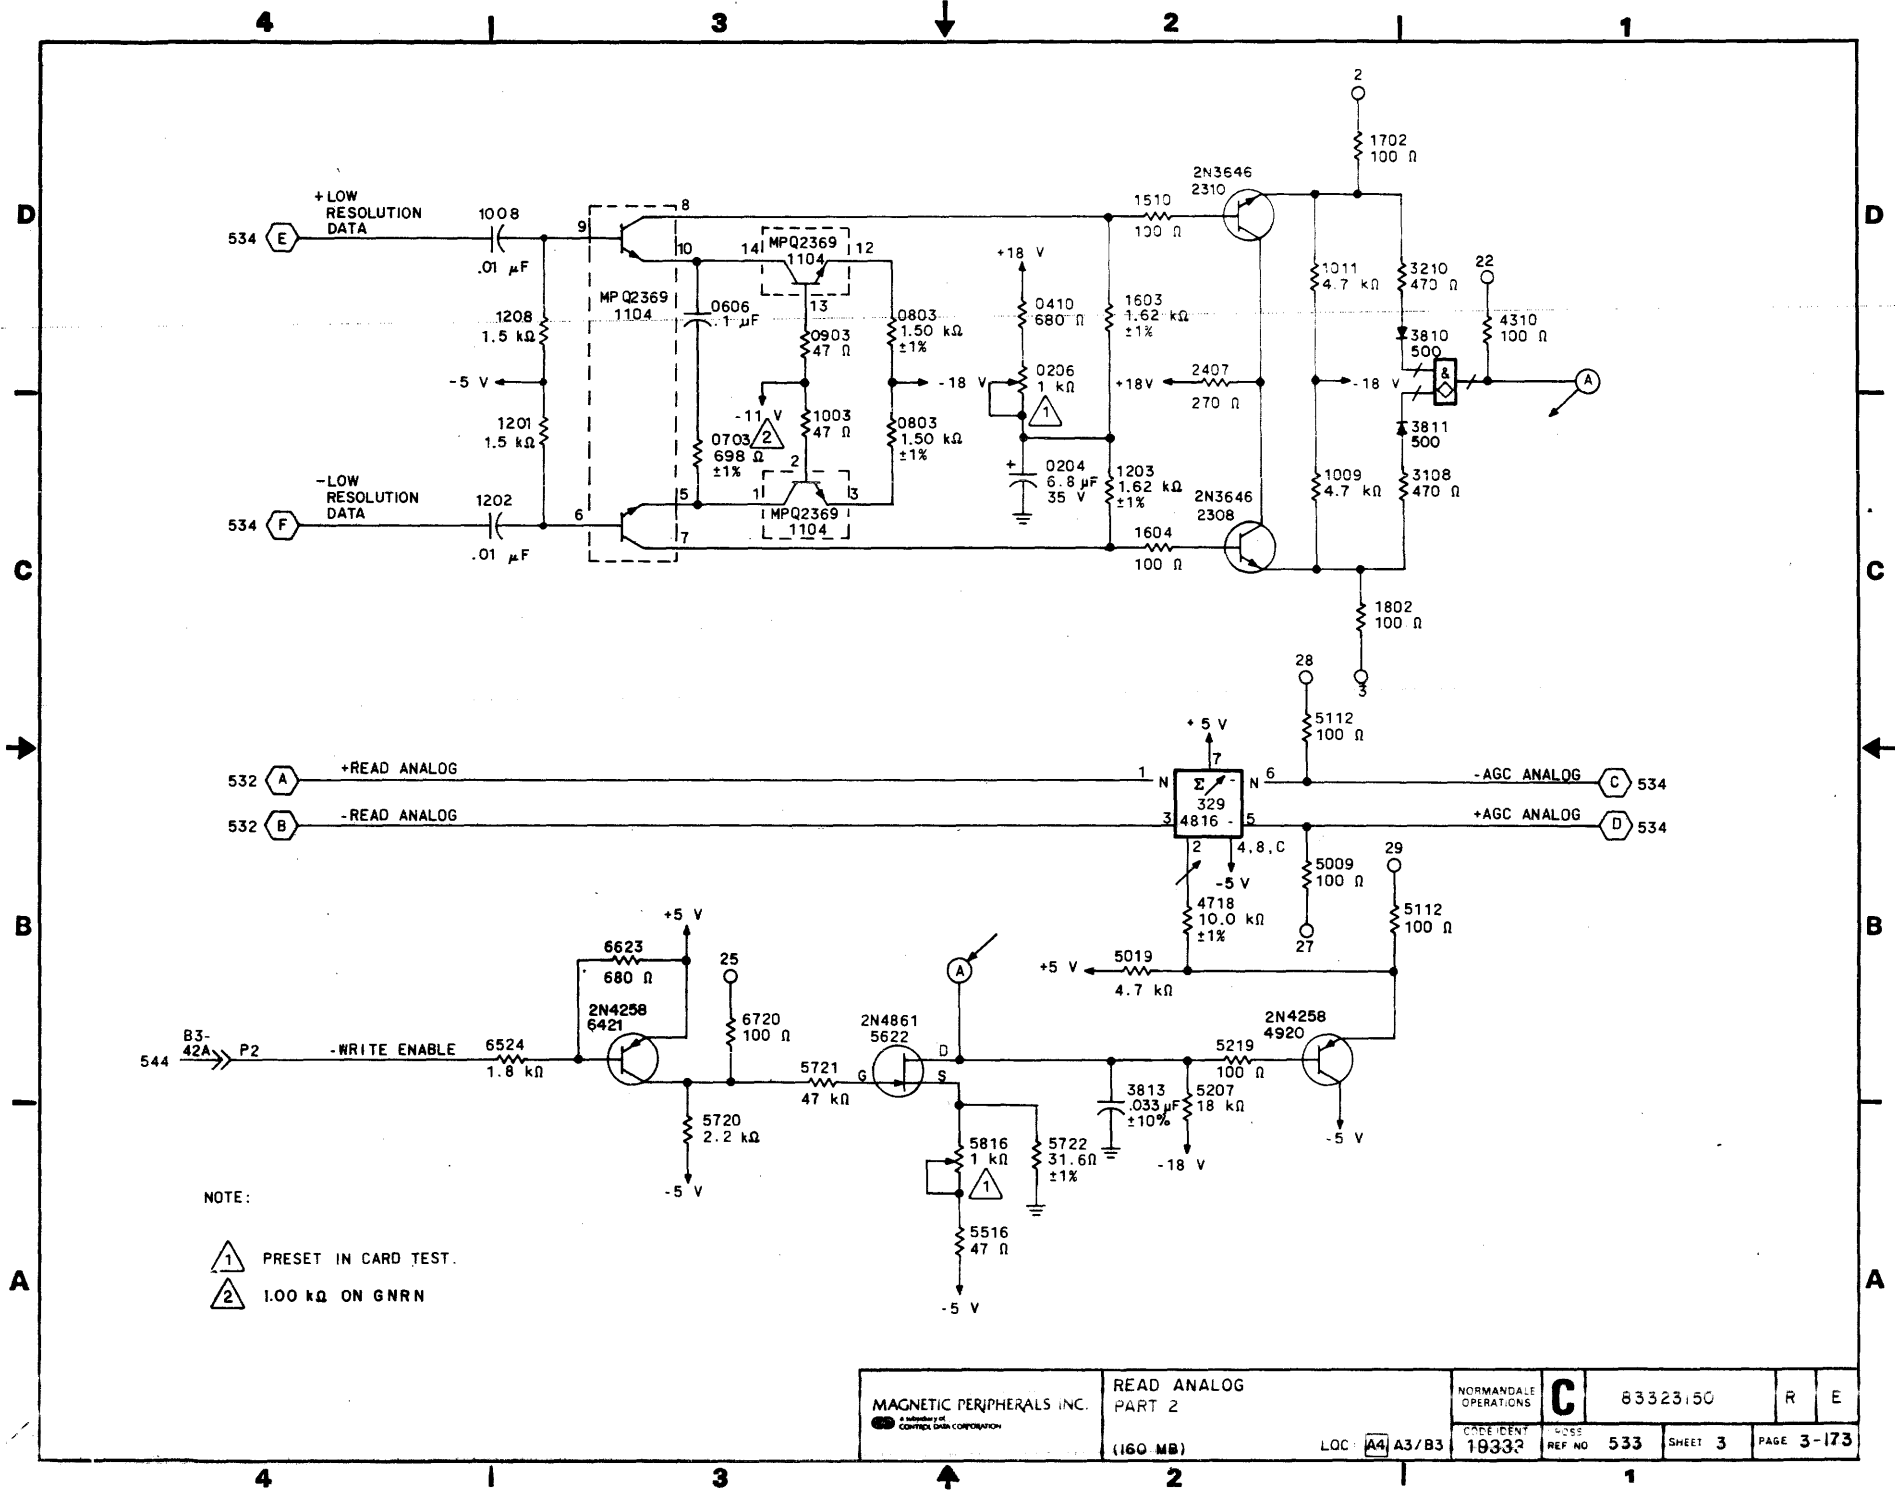 4 3 2 1
D
C
B
A
D
C
B
A
2
1702
100 Ω
+LOW
RESOLUTION
DATA
534 E
1008
.01 µF
9
8
10
14
MPQ2369
1104
12
13
MPQ2369
1104
0606
.1 µF
1208
1.5 kΩ
-5 V
1201
1.5 kΩ
0903
47 Ω
-11 V
2
1003
47 Ω
0703
698 Ω
±1%
0803
1.50 kΩ
±1%
-18 V
0803
1.50 kΩ
±1%
2
5
1
3
MPQ2369
1104
7
-LOW
RESOLUTION
DATA
534 F
1202
.01 µF
6
+18 V
0410
680 Ω
0206
1 kΩ
1
+
0204
6.8 µF
35 V
1603
1.62 kΩ
±1%
1203
1.62 kΩ
±1%
1510
100 Ω
2N3646
2310
+18V
2407
270 Ω
2N3646
2308
1604
100 Ω
1011
4.7 kΩ
-18 V
1009
4.7 kΩ
3210
470 Ω
3810
500
&
3811
500
3108
470 Ω
22
4310
100 Ω
A
1802
100 Ω
3
28
5112
100 Ω
+5 V
7
532 A
+READ ANALOG
1 N
Σ -
329
4816 -
N 6
-AGC ANALOG
C 534
532 B
-READ ANALOG
3
5
+AGC ANALOG
D 534
2
4,8,C
-5 V
5009
100 Ω
27
29
5112
100 Ω
4718
10.0 kΩ
±1%
+5 V
5019
4.7 kΩ
+5 V
6623
680 Ω
25
2N4258
6421
6720
100 Ω
544
B3-
42A
P2
-WRITE ENABLE
6524
1.8 kΩ
5720
2.2 kΩ
-5 V
5721
47 kΩ
2N4861
5622
G
D
S
A
5816
1 kΩ
1
5722
31.6Ω
±1%
5516
47 Ω
-5 V
3813
.033 µF
±10%
5207
18 kΩ
-18 V
5219
100 Ω
2N4258
4920
-5 V
NOTE:
1 PRESET IN CARD TEST.
2 1.00 kΩ ON GNRN
MAGNETIC PERIPHERALS INC.
a subsidiary of
CONTROL DATA CORPORATION
READ ANALOG
PART 2
(160 MB)
LOC A4 A3/B3
NORMANDALE
OPERATIONS
C
83323150
R
E
CODE IDENT
19333
CROSS
REF NO 533
SHEET 3
PAGE 3-173
4 3 2 1